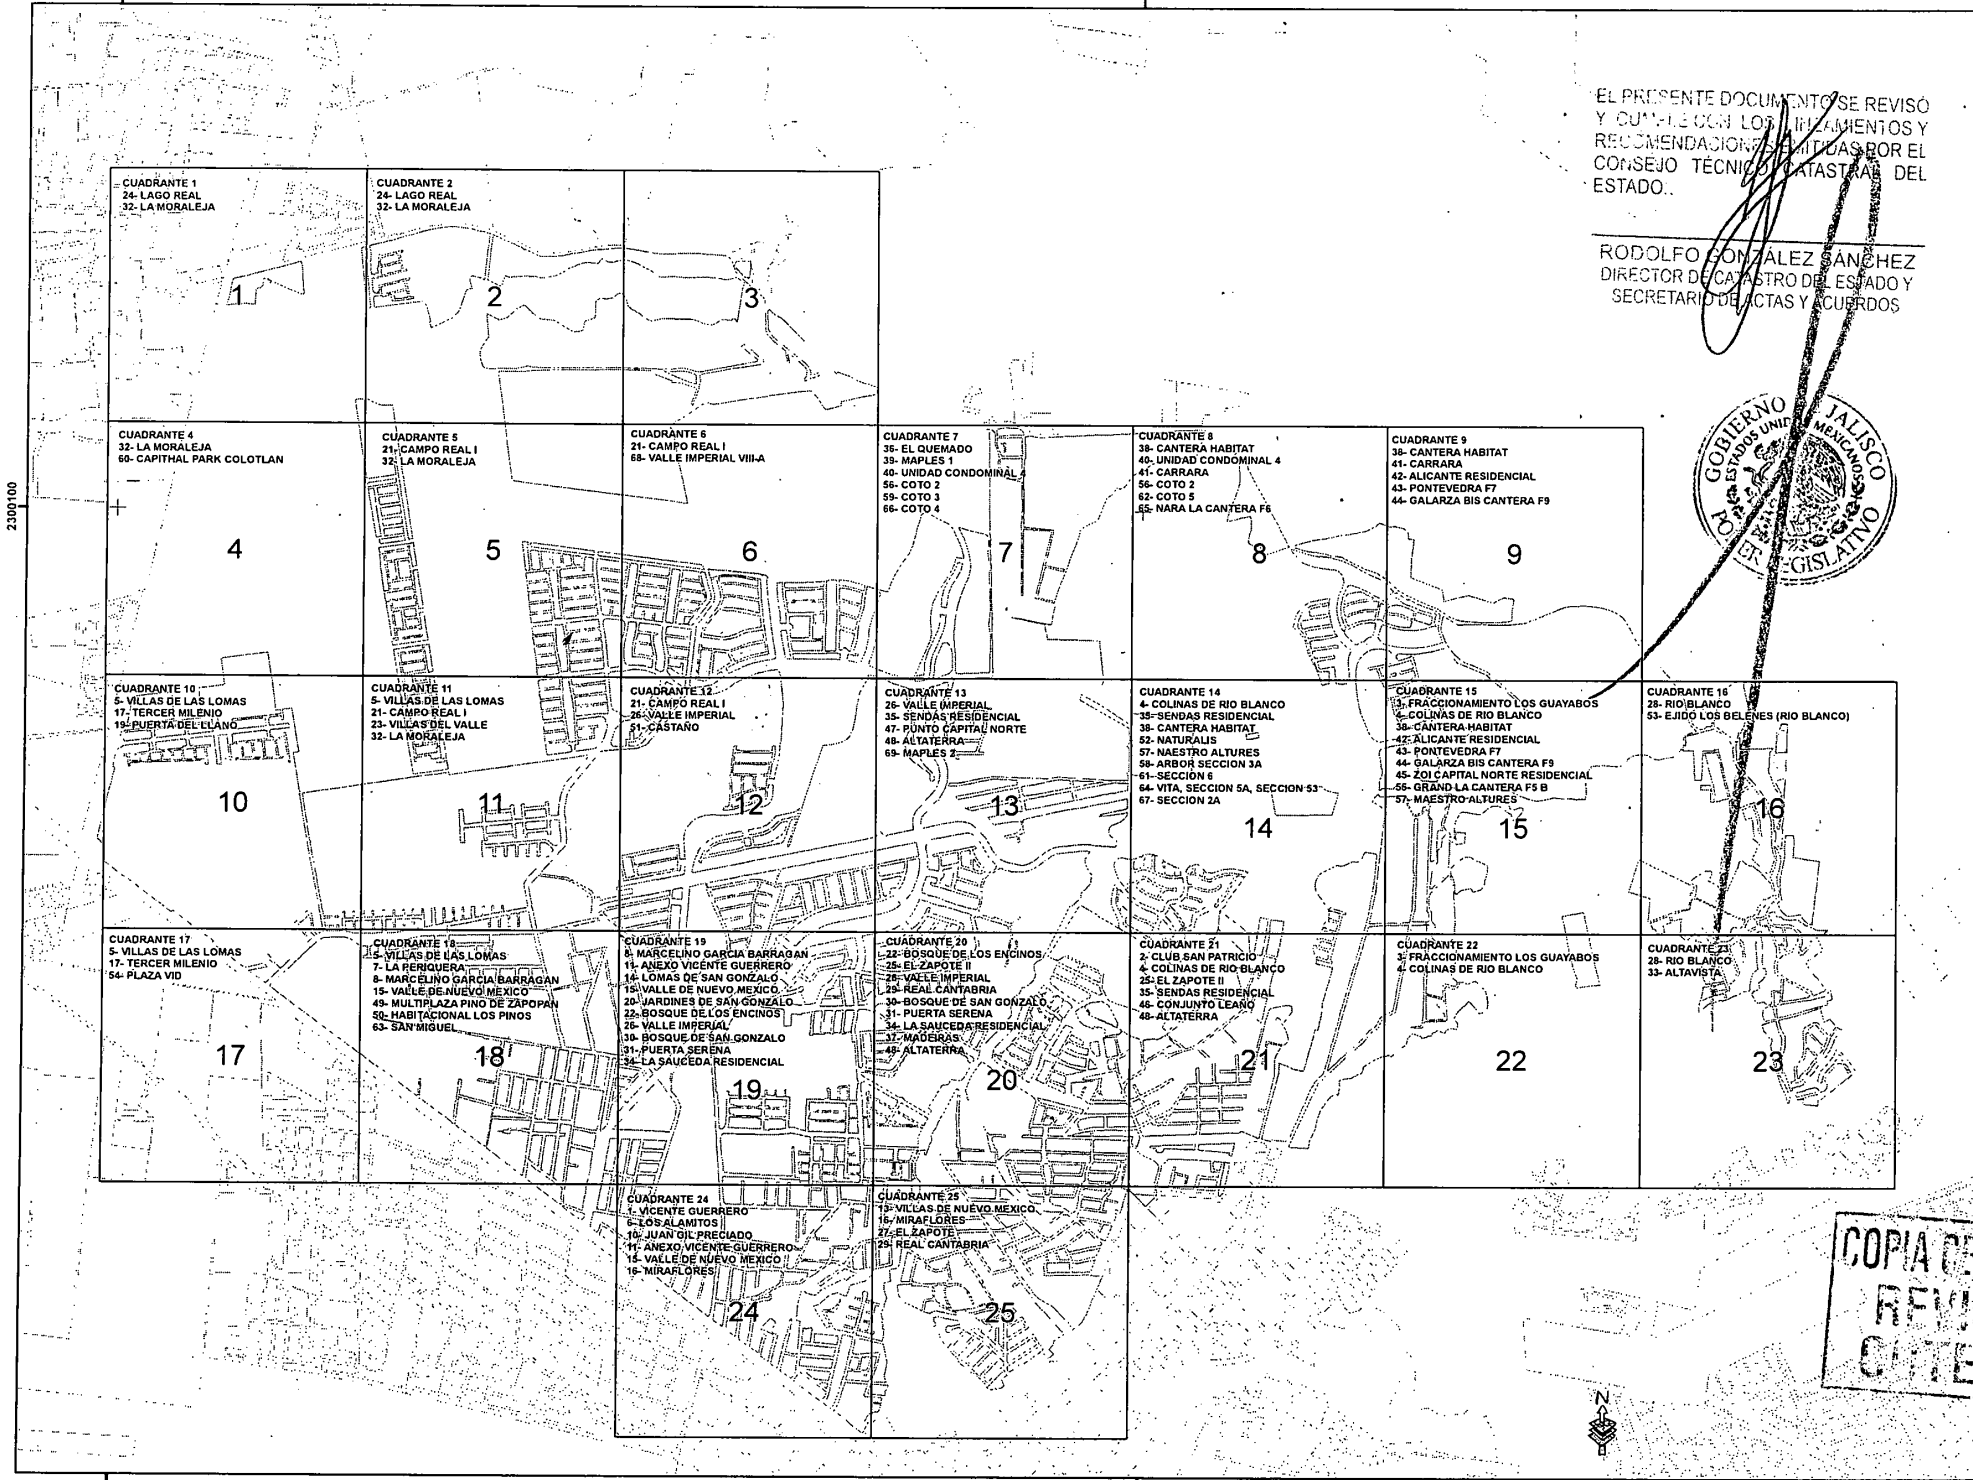 EL PRESENTE DOCUMENTO SE REVISÓ
Y CUMPLE CON LOS LINEAMIENTOS Y
RECOMENDACIONES EMITIDAS POR EL
CONSEJO TÉCNICO CATASTRAL DEL
ESTADO.
RODOLFO GONZÁLEZ SÁNCHEZ
DIRECTOR DE CATASTRO DEL ESTADO Y
SECRETARIO DE ACTAS Y ACUERDOS
GOBIERNO JALISCO
PODER LEGISLATIVO
ESTADOS UNIDOS MEXICANOS
2300100
CUADRANTE 1
24- LAGO REAL
32- LA MORALEJA
1
CUADRANTE 2
24- LAGO REAL
32- LA MORALEJA
2
3
CUADRANTE 4
32- LA MORALEJA
60- CAPITHAL PARK COLOTLAN
4
CUADRANTE 5
21- CAMPO REAL I
32- LA MORALEJA
5
CUADRANTE 6
21- CAMPO REAL I
68- VALLE IMPERIAL VIII-A
6
CUADRANTE 7
36- EL QUEMADO
39- MAPLES 1
40- UNIDAD CONDOMINAL 4
56- COTO 2
59- COTO 3
66- COTO 4
7
CUADRANTE 8
38- CANTERA HABITAT
40- UNIDAD CONDOMINAL 4
41- CARRARA
56- COTO 2
62- COTO 5
65- NARA LA CANTERA F6
8
CUADRANTE 9
38- CANTERA HABITAT
41- CARRARA
42- ALICANTE RESIDENCIAL
43- PONTEVEDRA F7
44- GALARZA BIS CANTERA F9
9
CUADRANTE 10
5- VILLAS DE LAS LOMAS
17- TERCER MILENIO
19- PUERTA DEL LLANO
10
CUADRANTE 11
5- VILLAS DE LAS LOMAS
21- CAMPO REAL I
23- VILLAS DEL VALLE
32- LA MORALEJA
11
CUADRANTE 12
21- CAMPO REAL I
26- VALLE IMPERIAL
51- CASTAÑO
12
CUADRANTE 13
26- VALLE IMPERIAL
35- SENDAS RESIDENCIAL
47- PUNTO CAPITAL NORTE
48- ALTATERRA
69- MAPLES 2
13
CUADRANTE 14
4- COLINAS DE RIO BLANCO
35- SENDAS RESIDENCIAL
38- CANTERA HABITAT
52- NATURALIS
57- NAESTRO ALTURES
58- ARBOR SECCION 3A
61- SECCION 6
64- VITA, SECCION 5A, SECCION 53
67- SECCION 2A
14
CUADRANTE 15
3- FRACCIONAMIENTO LOS GUAYABOS
4- COLINAS DE RIO BLANCO
38- CANTERA HABITAT
42- ALICANTE RESIDENCIAL
43- PONTEVEDRA F7
44- GALARZA BIS CANTERA F9
45- ZOI CAPITAL NORTE RESIDENCIAL
55- GRAND LA CANTERA F5 B
57- MAESTRO ALTURES
15
CUADRANTE 16
28- RIO BLANCO
53- EJIDO LOS BELENES (RIO BLANCO)
16
CUADRANTE 17
5- VILLAS DE LAS LOMAS
17- TERCER MILENIO
54- PLAZA VID
17
CUADRANTE 18
5- VILLAS DE LAS LOMAS
7- LA PERIQUERA
8- MARCELINO GARCIA BARRAGAN
15- VALLE DE NUEVO MEXICO
49- MULTIPLAZA PINO DE ZAPOPAN
50- HABITACIONAL LOS PINOS
63- SAN MIGUEL
18
CUADRANTE 19
8- MARCELINO GARCIA BARRAGAN
11- ANEXO VICENTE GUERRERO
14- LOMAS DE SAN GONZALO
15- VALLE DE NUEVO MEXICO
20- JARDINES DE SAN GONZALO
22- BOSQUE DE LOS ENCINOS
26- VALLE IMPERIAL
30- BOSQUE DE SAN GONZALO
31- PUERTA SERENA
34- LA SAUCEDA RESIDENCIAL
19
CUADRANTE 20
22- BOSQUE DE LOS ENCINOS
25- EL ZAPOTE II
26- VALLE IMPERIAL
29- REAL CANTABRIA
30- BOSQUE DE SAN GONZALO
31- PUERTA SERENA
34- LA SAUCEDA RESIDENCIAL
37- MADEIRAS
48- ALTATERRA
20
CUADRANTE 21
2- CLUB SAN PATRICIO
4- COLINAS DE RIO BLANCO
25- EL ZAPOTE II
35- SENDAS RESIDENCIAL
46- CONJUNTO LEAÑO
48- ALTATERRA
21
CUADRANTE 22
3- FRACCIONAMIENTO LOS GUAYABOS
4- COLINAS DE RIO BLANCO
22
CUADRANTE 23
28- RIO BLANCO
33- ALTAVISTA
23
CUADRANTE 24
1- VICENTE GUERRERO
6- LOS ALAMITOS
10- JUAN GIL PRECIADO
11- ANEXO VICENTE GUERRERO
15- VALLE DE NUEVO MEXICO
16- MIRAFLORES
24
CUADRANTE 25
13- VILLAS DE NUEVO MEXICO
16- MIRAFLORES
27- EL ZAPOTE
29- REAL CANTABRIA
25
COPIA
N